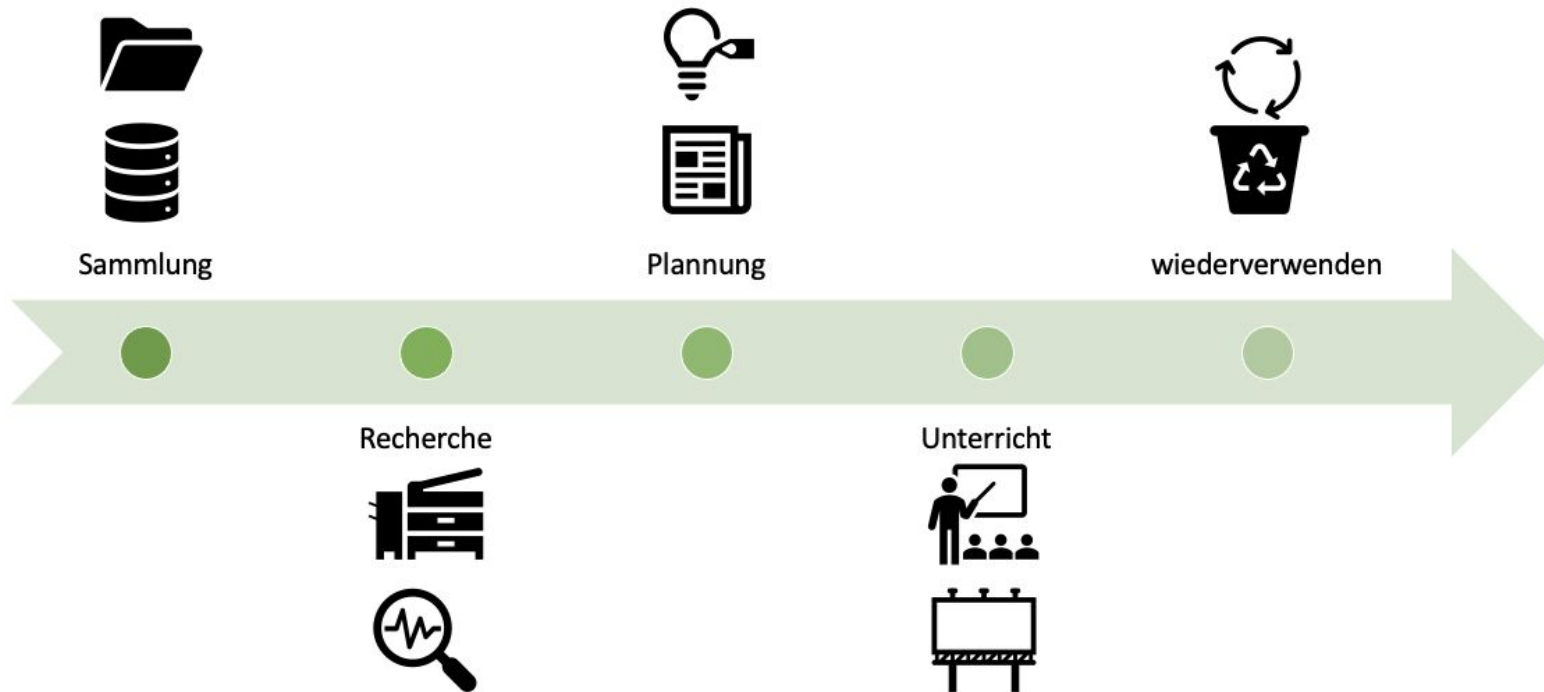 Sammlung
Plannung
wiederverwenden
Recherche
Unterricht